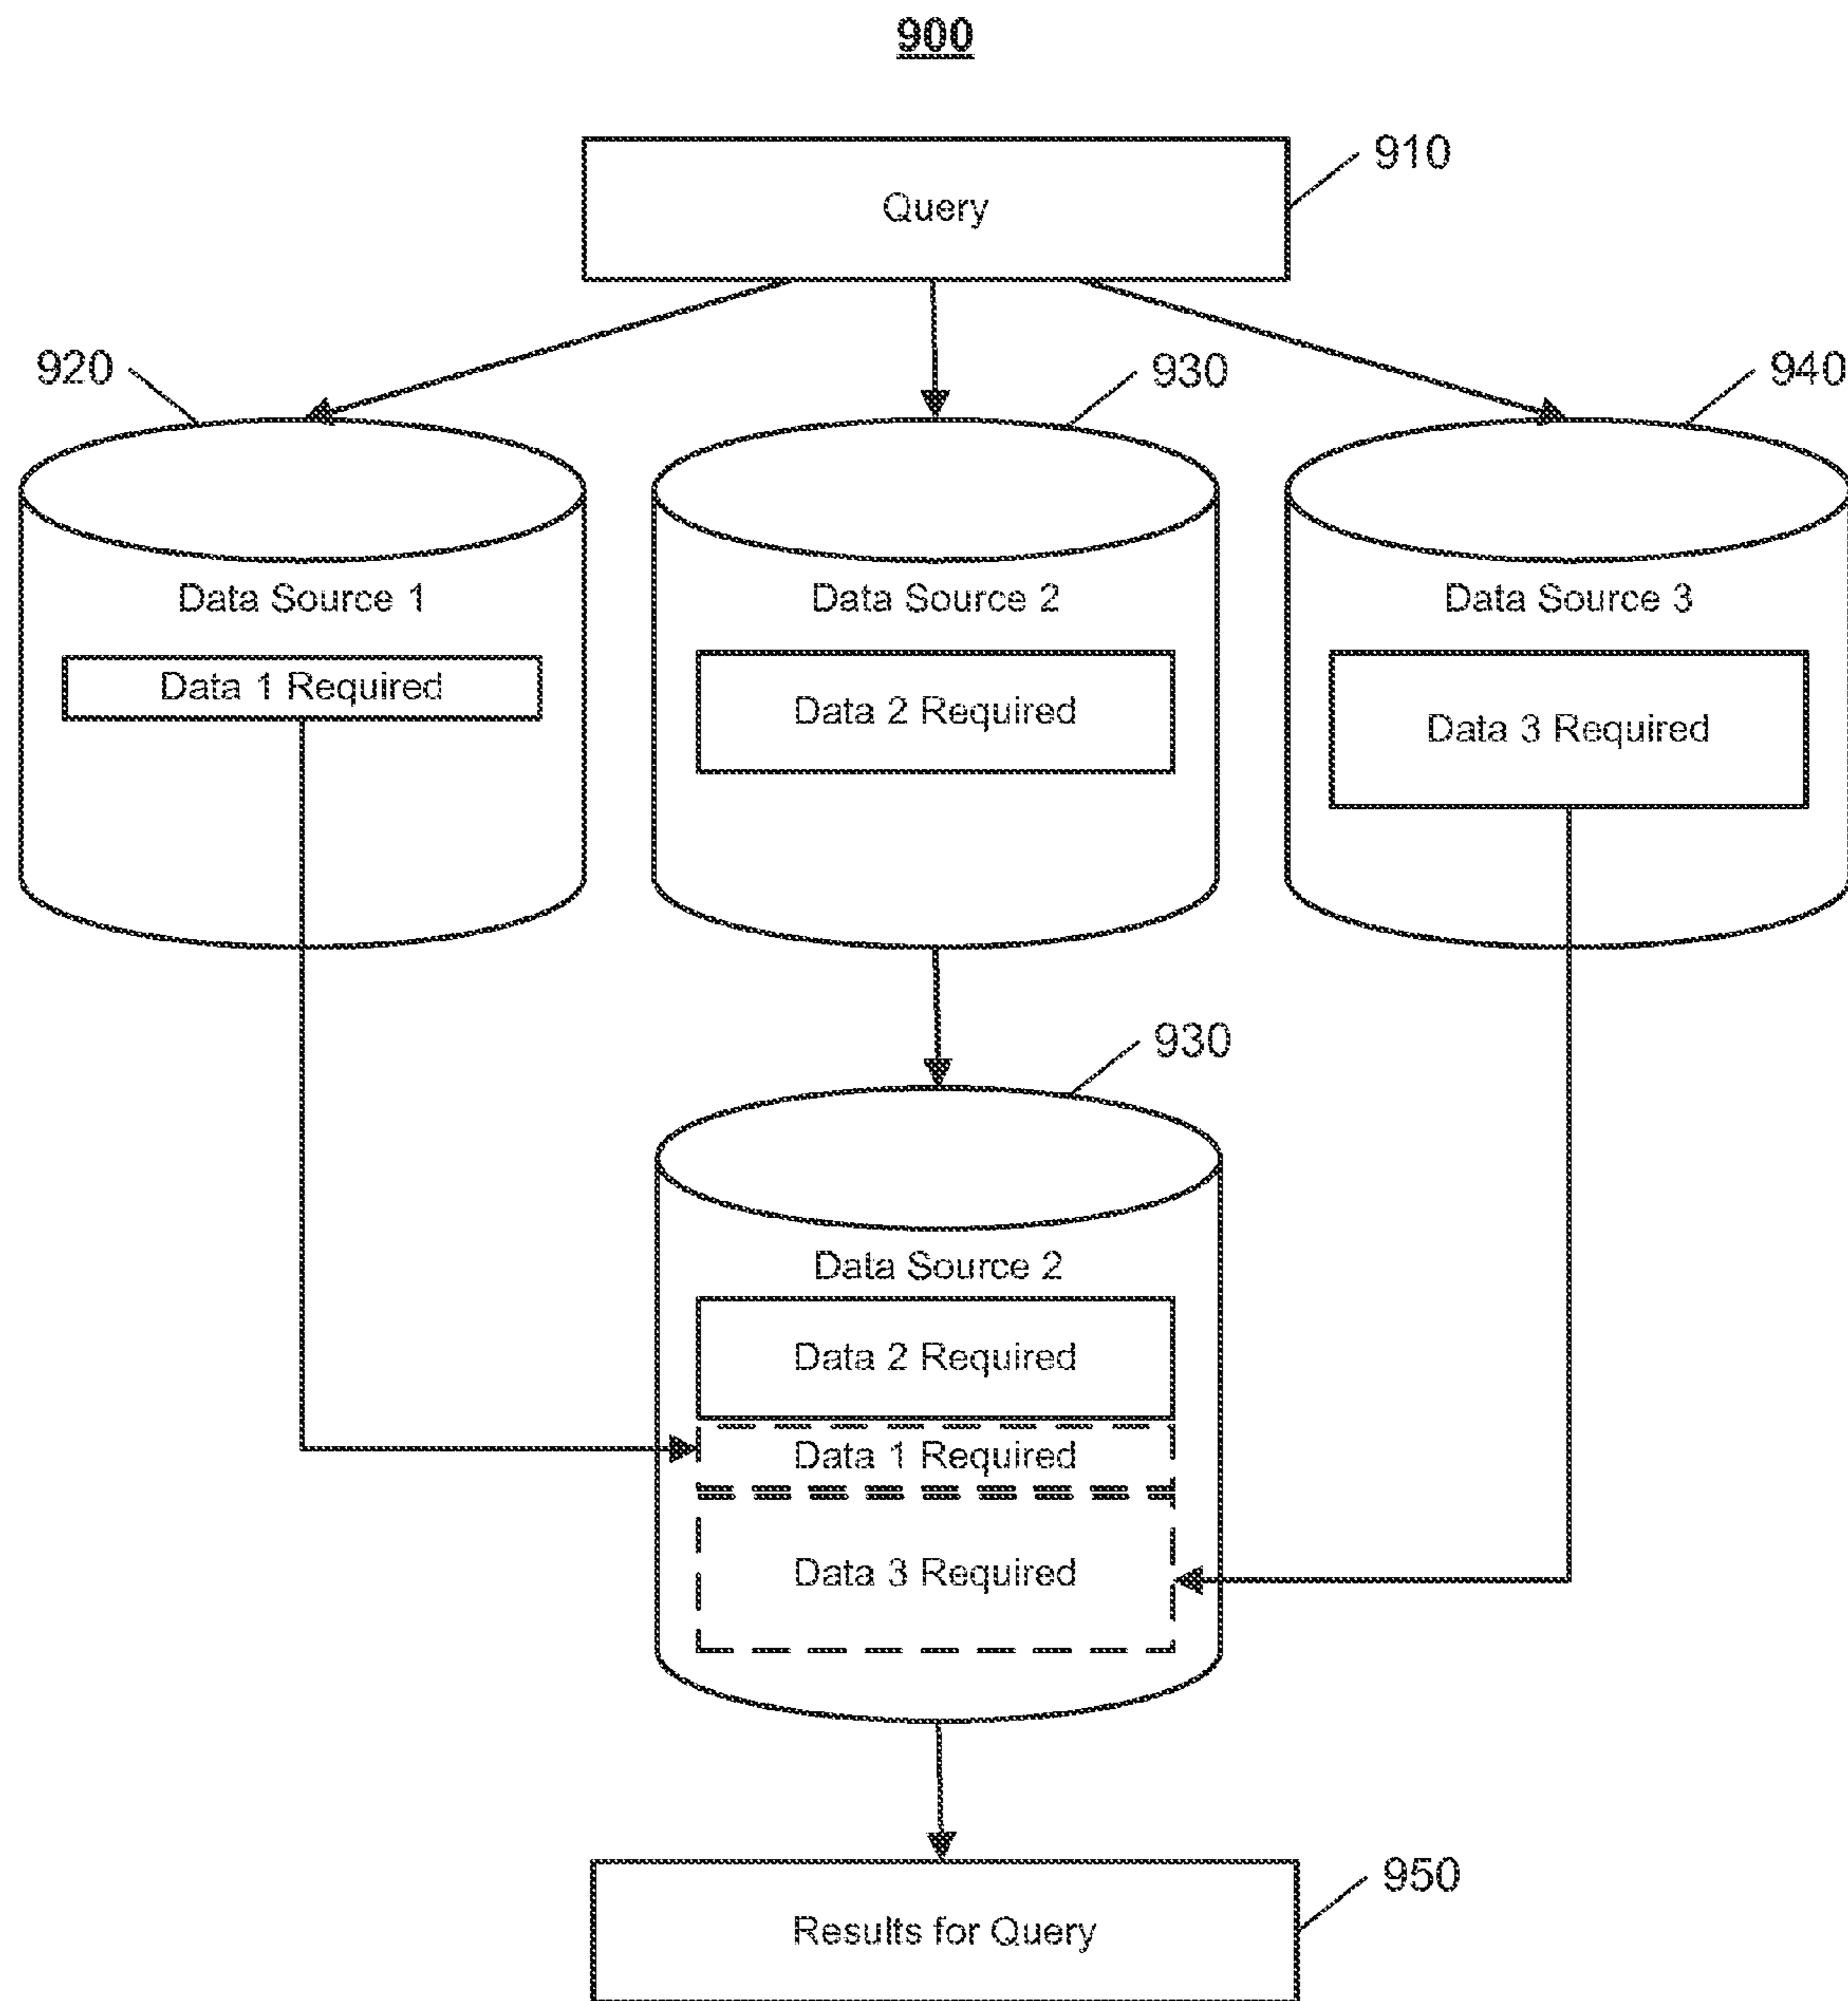 900
910
Query
920
930
940
Data Source 1
Data Source 2
Data Source 3
Data 1 Required
Data 2 Required
Data 3 Required
930
Data Source 2
Data 2 Required
Data 1 Required
Data 3 Required
950
Results for Query